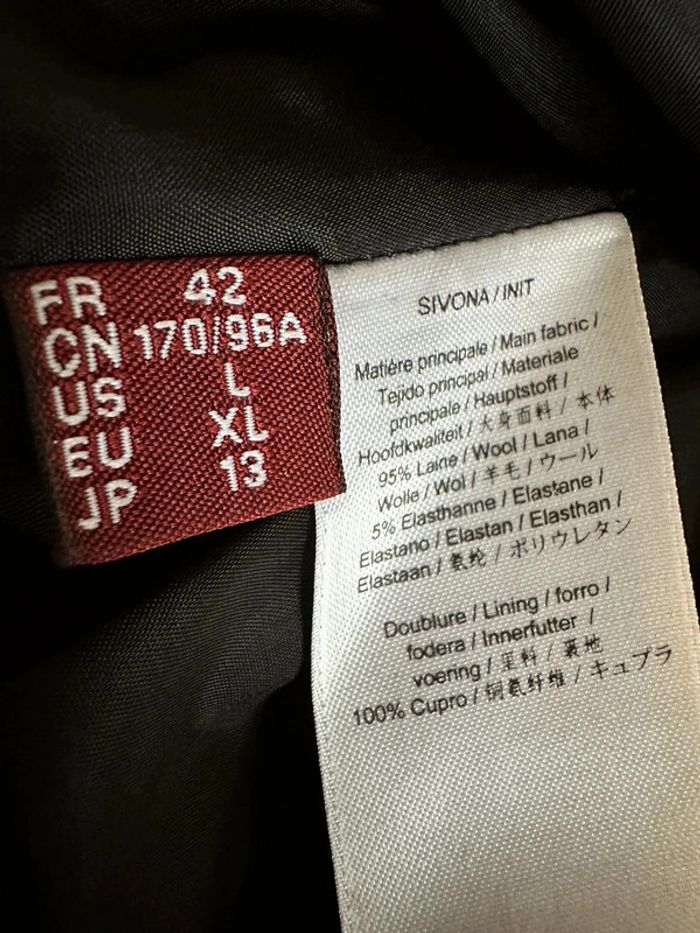 FR 42
CN 170/96A
US L
EU XL
JP 13
SIVONA / INIT
Matière principale / Main fabric /
Tejido principal / Materiale
principale / Hauptstoff /
Hoofdkwaliteit / 大身面料 / 本体
95% Laine / Wool / Lana /
Wolle / Wol / 羊毛 / ウール
5% Elasthanne / Elastane /
Elastano / Elastan / Elasthan /
Elastaan / 氨纶 / ポリウレタン
Doublure / Lining / forro /
fodera / Innerfutter /
voering / 里料 / 裏地
100% Cupro / 铜氨纤维 / キュプラ